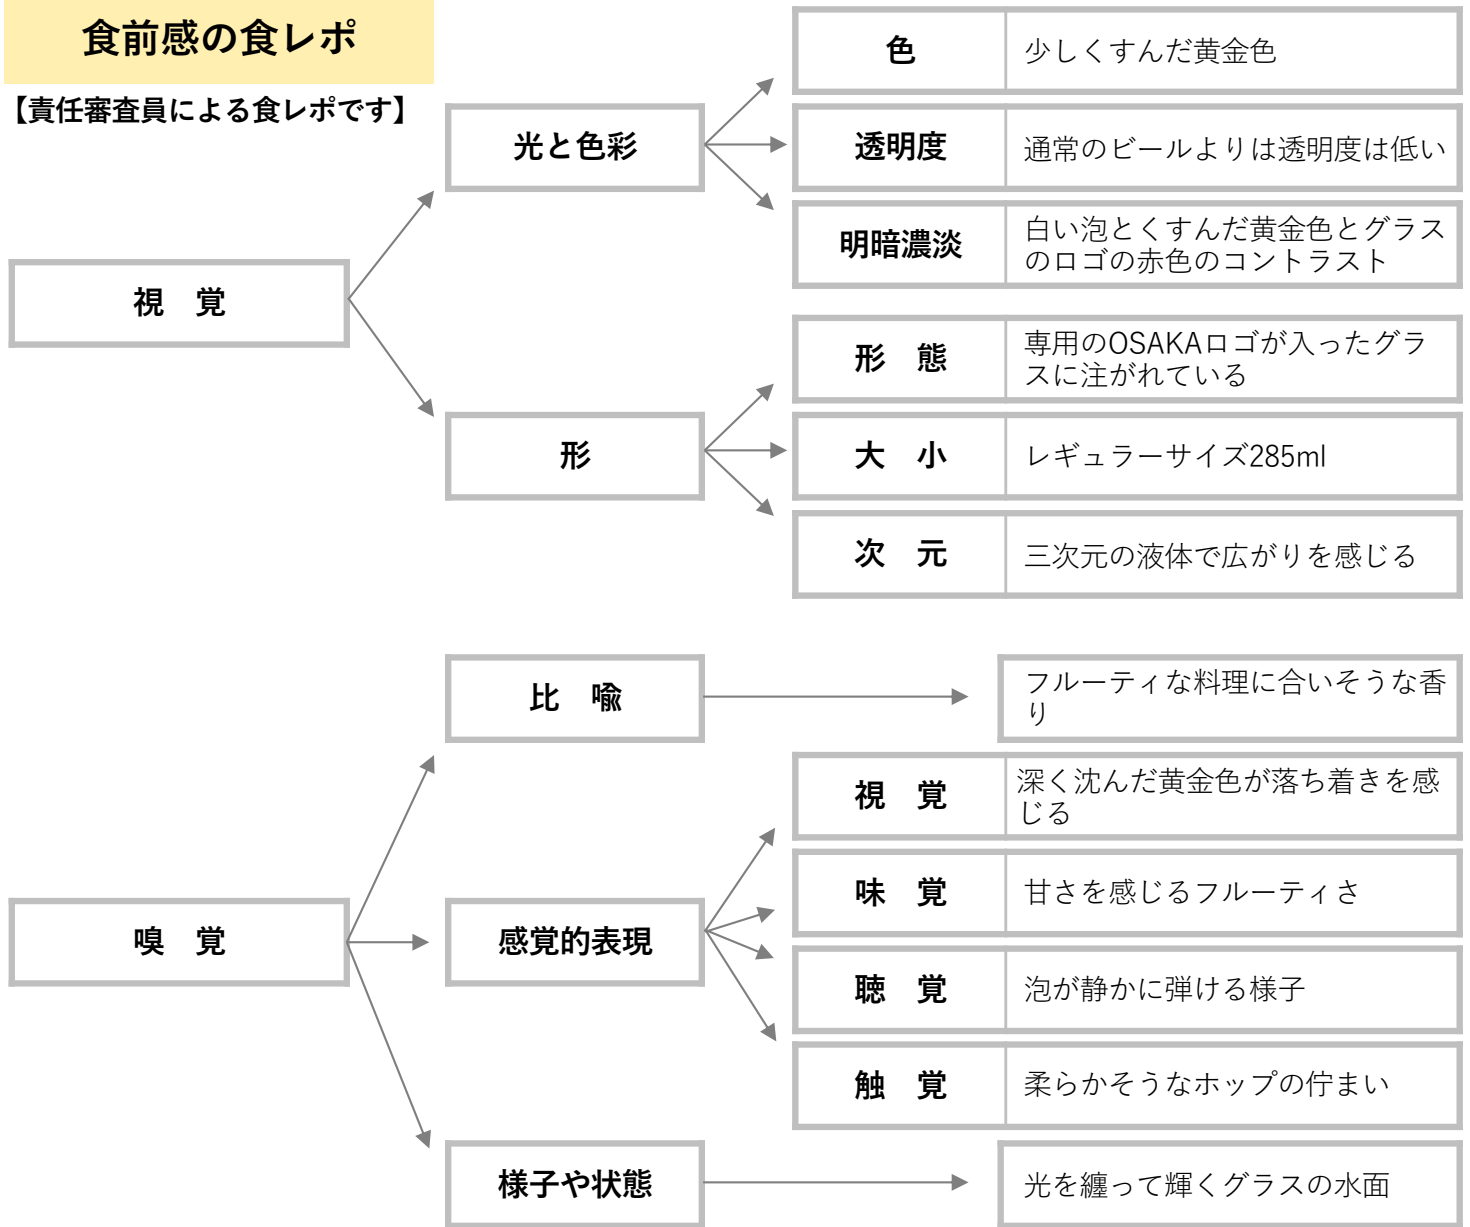 食前感の食レポ
【責任審査員による食レポです】
視　覚
光と色彩
色
少しくすんだ黄金色
透明度
通常のビールよりは透明度は低い
明暗濃淡
白い泡とくすんだ黄金色とグラス
のロゴの赤色のコントラスト
形
形　態
専用のOSAKAロゴが入ったグラ
スに注がれている
大　小
レギュラーサイズ285ml
次　元
三次元の液体で広がりを感じる
嗅　覚
比　喩
フルーティな料理に合いそうな香
り
感覚的表現
視　覚
深く沈んだ黄金色が落ち着きを感
じる
味　覚
甘さを感じるフルーティさ
聴　覚
泡が静かに弾ける様子
触　覚
柔らかそうなホップの佇まい
様子や状態
光を纏って輝くグラスの水面